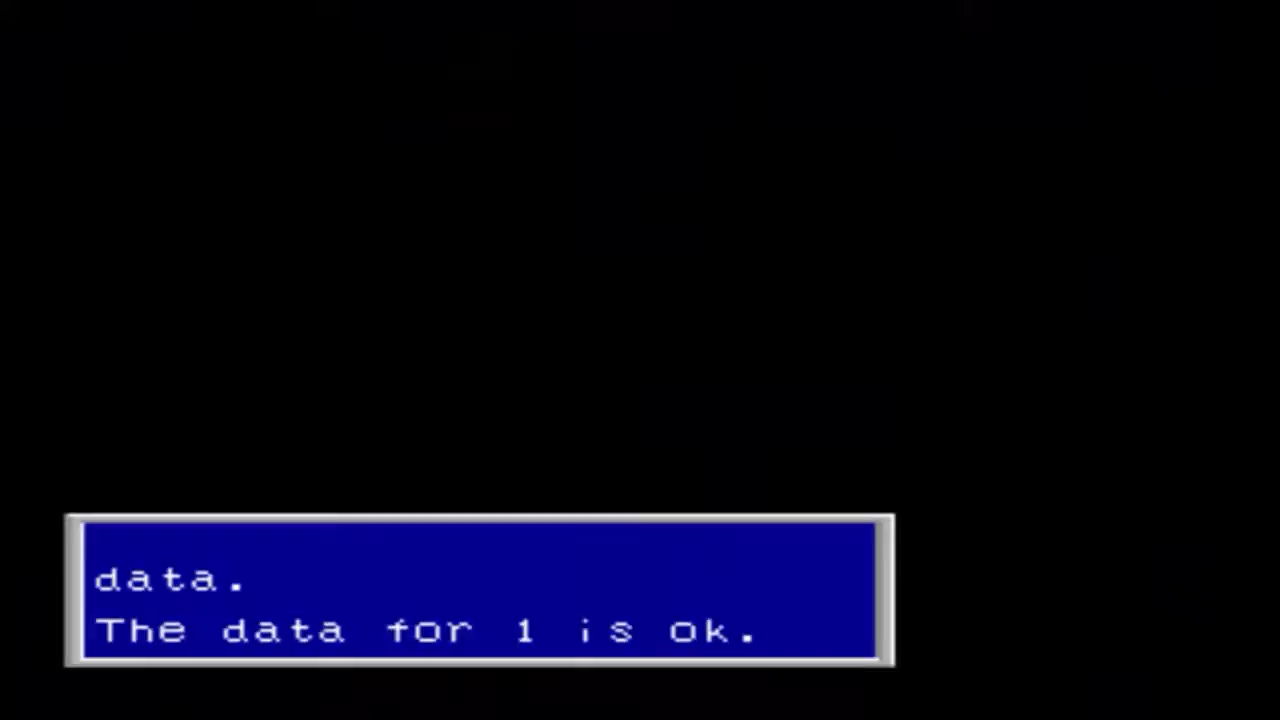 data.
The data for 1 is ok.